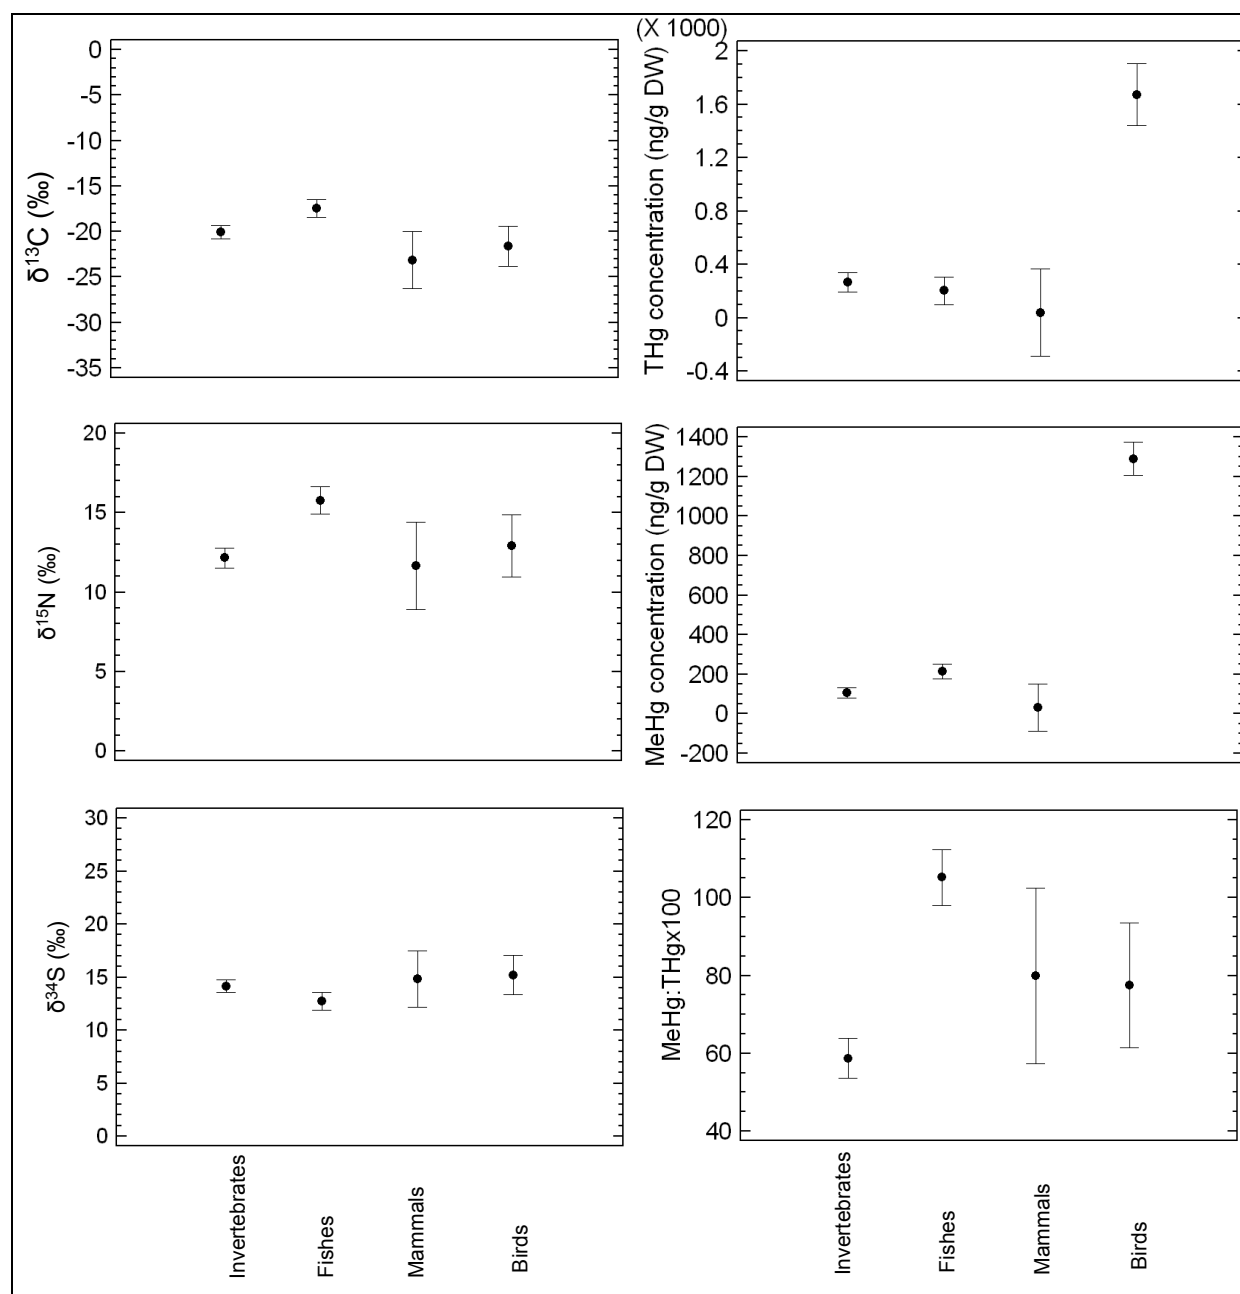 0
-5
-10
-15
-20
-25
-30
-35
δ13C (‰)
(X 1000)
2
1.6
1.2
0.8
0.4
0
-0.4
THg concentration (ng/g DW)
20
15
10
5
0
δ15N (‰)
1400
1200
1000
800
600
400
200
0
-200
MeHg concentration (ng/g DW)
30
25
20
15
10
5
0
δ34S (‰)
Invertebrates
Fishes
Mammals
Birds
120
100
80
60
40
MeHg:THgx100
Invertebrates
Fishes
Mammals
Birds